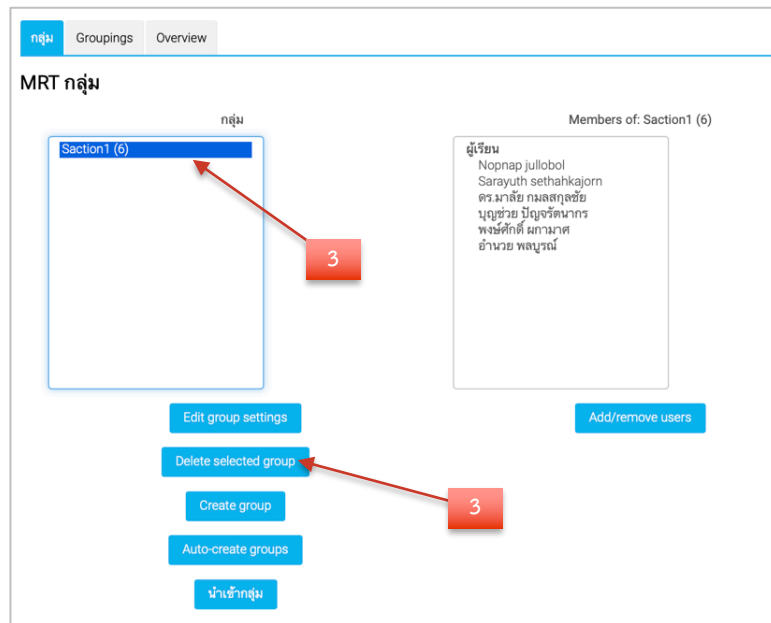 กลุ่ม Groupings Overview
MRT กลุ่ม
กลุ่ม
Saction1 (6)
3
Edit group settings
Delete selected group
3
Create group
Auto-create groups
นำเข้ากลุ่ม
Members of: Saction1 (6)
ผู้เรียน
Nopnap jullobol
Sarayuth sethahkajorn
ดร.มาลัย กมลสกุลชัย
บุญช่วย ปัญจรัตนากร
พงษ์ศักดิ์ ผกามาศ
อำนวย พลบูรณ์
Add/remove users